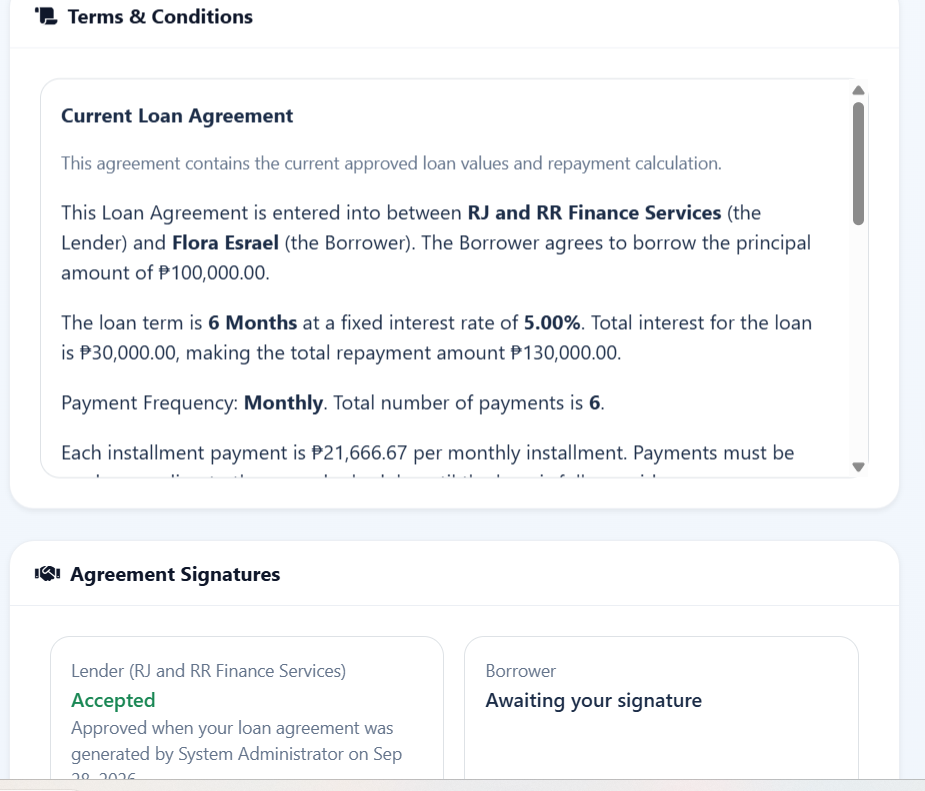 Terms & Conditions
Current Loan Agreement
This agreement contains the current approved loan values and repayment calculation.
This Loan Agreement is entered into between RJ and RR Finance Services (the
Lender) and Flora Esrael (the Borrower). The Borrower agrees to borrow the principal
amount of ₱100,000.00.
The loan term is 6 Months at a fixed interest rate of 5.00%. Total interest for the loan
is ₱30,000.00, making the total repayment amount ₱130,000.00.
Payment Frequency: Monthly. Total number of payments is 6.
Each installment payment is ₱21,666.67 per monthly installment. Payments must be
Agreement Signatures
Lender (RJ and RR Finance Services)
Accepted
Approved when your loan agreement was
generated by System Administrator on Sep
28, 2026
Borrower
Awaiting your signature